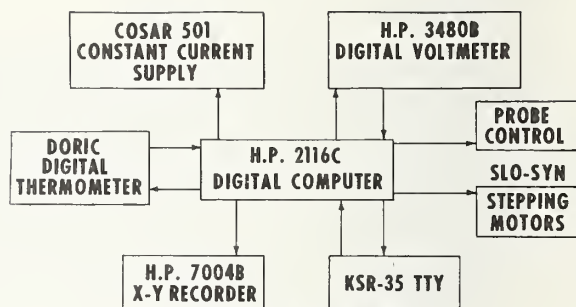 COSAR 501
CONSTANT CURRENT
SUPPLY
H.P. 3480B
DIGITAL VOLTMETER
DORIC
DIGITAL
THERMOMETER
H.P. 2116C
DIGITAL COMPUTER
PROBE
CONTROL
SLO-SYN
STEPPING
MOTORS
H.P. 7004B
X-Y RECORDER
KSR-35 TTY